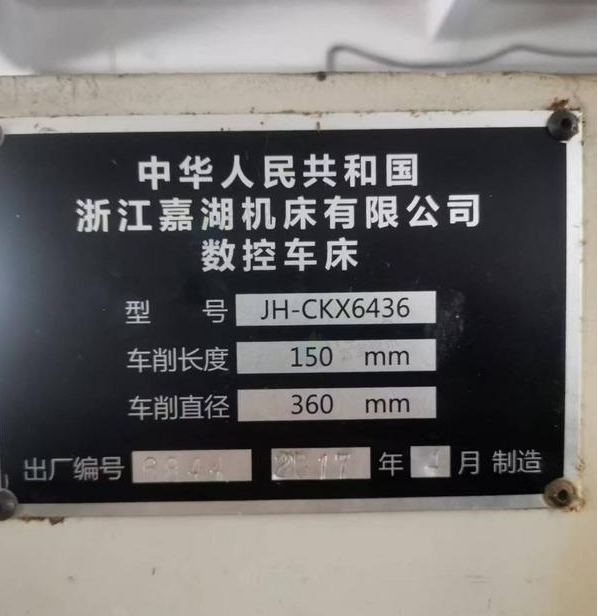 中华人民共和国
浙江嘉湖机床有限公司
数控车床
型 号 JH-CKX6436
车削长度 150 mm
车削直径 360 mm
出厂编号 2017 年 4 月 制造